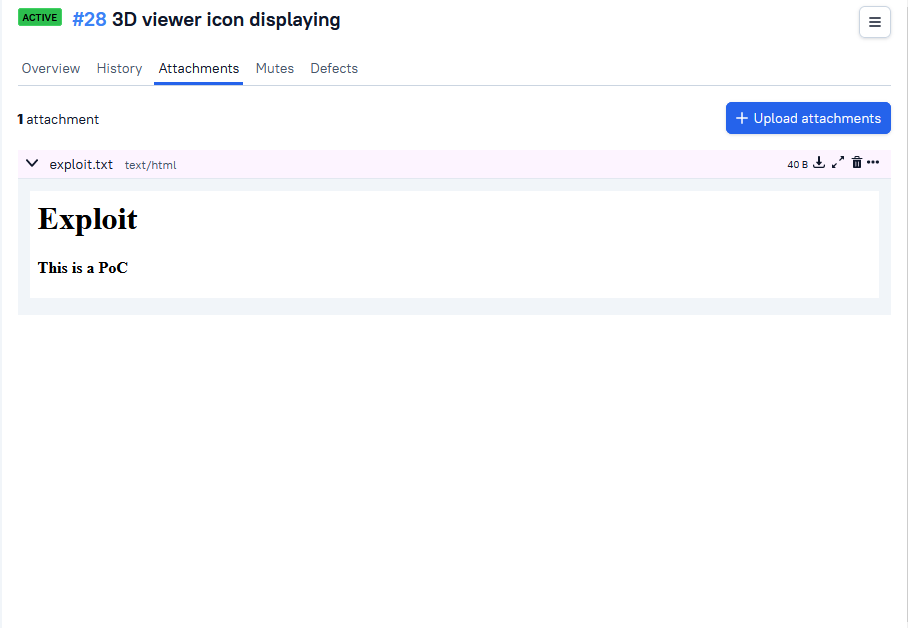 ACTIVE #28 3D viewer icon displaying
Overview History Attachments Mutes Defects
1 attachment
Upload attachments
exploit.txt text/html 40 B
Exploit
This is a PoC